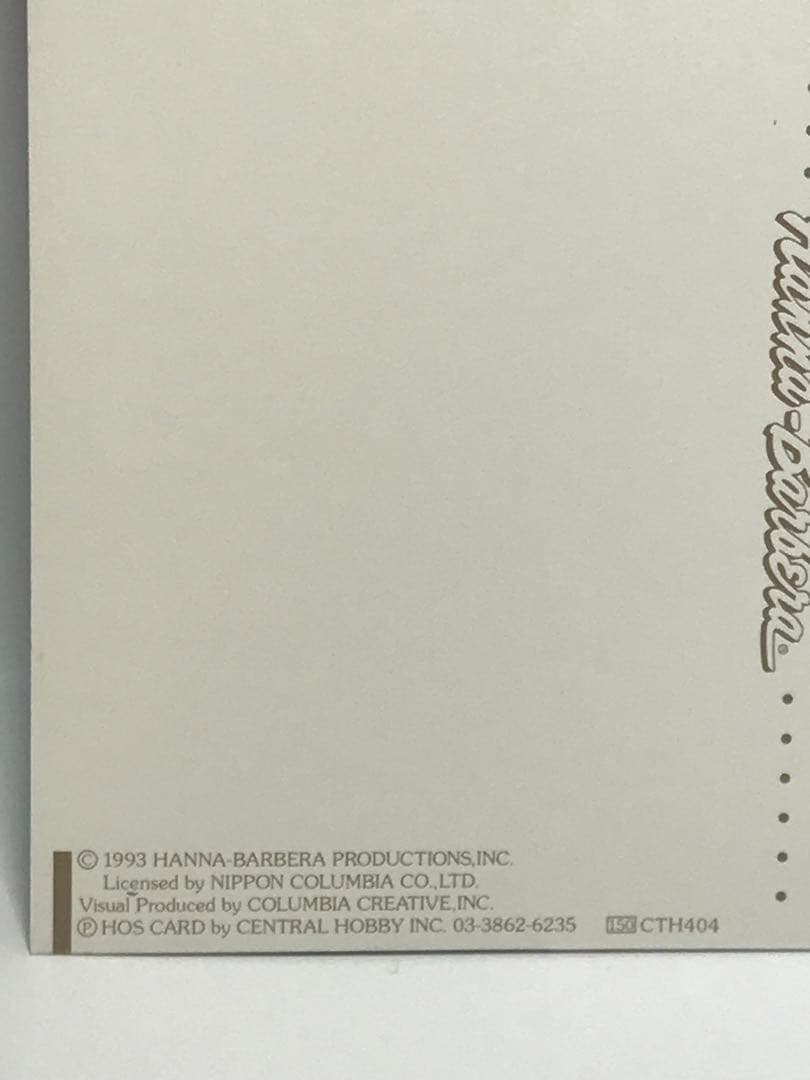 Hanna-Barbera®
© 1993 HANNA-BARBERA PRODUCTIONS,INC.
Licensed by NIPPON COLUMBIA CO.,LTD.
Visual Produced by COLUMBIA CREATIVE,INC.
Ⓟ HOS CARD by CENTRAL HOBBY INC. 03-3862-6235 150 CTH404